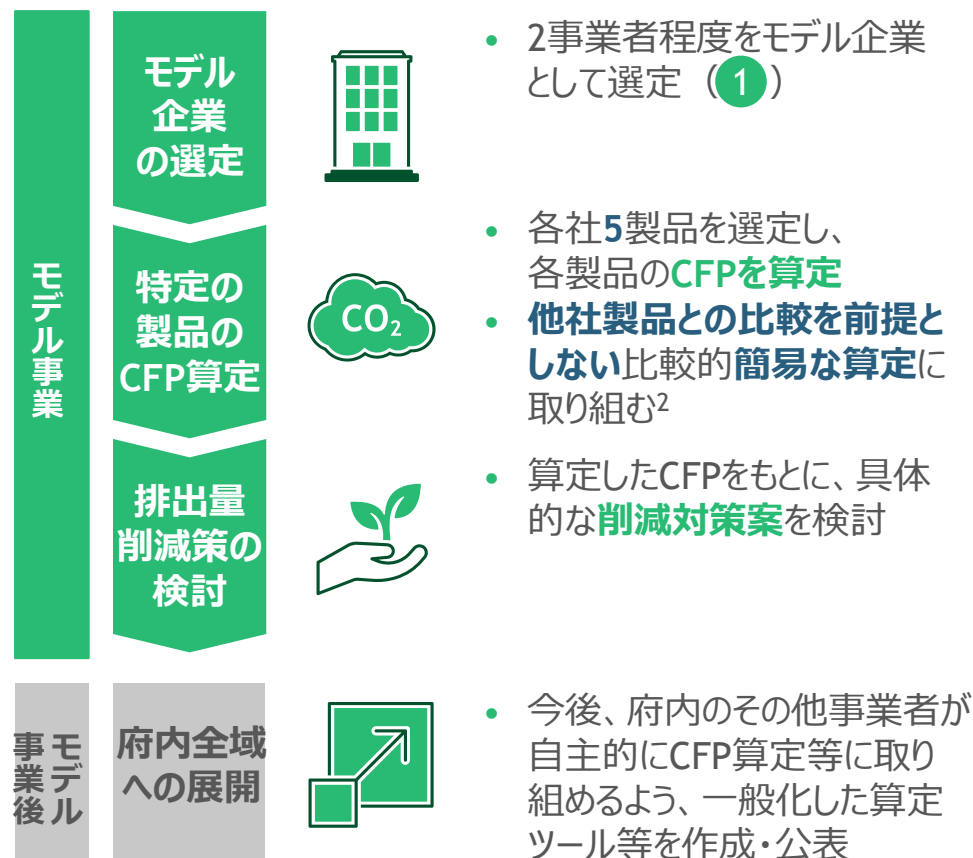 モデル事業
モデル
企業
の選定
• 2事業者程度をモデル企業
として選定（1）
特定の
製品の
CFP算定
CO₂
• 各社5製品を選定し、
各製品のCFPを算定
• 他社製品との比較を前提と
しない比較的簡易な算定に
取り組む²
排出量
削減策の
検討
• 算定したCFPをもとに、具体
的な削減対策案を検討
モデル
事業後
府内全域
への展開
• 今後、府内のその他事業者が
自主的にCFP算定等に取り
組めるよう、一般化した算定
ツール等を作成・公表